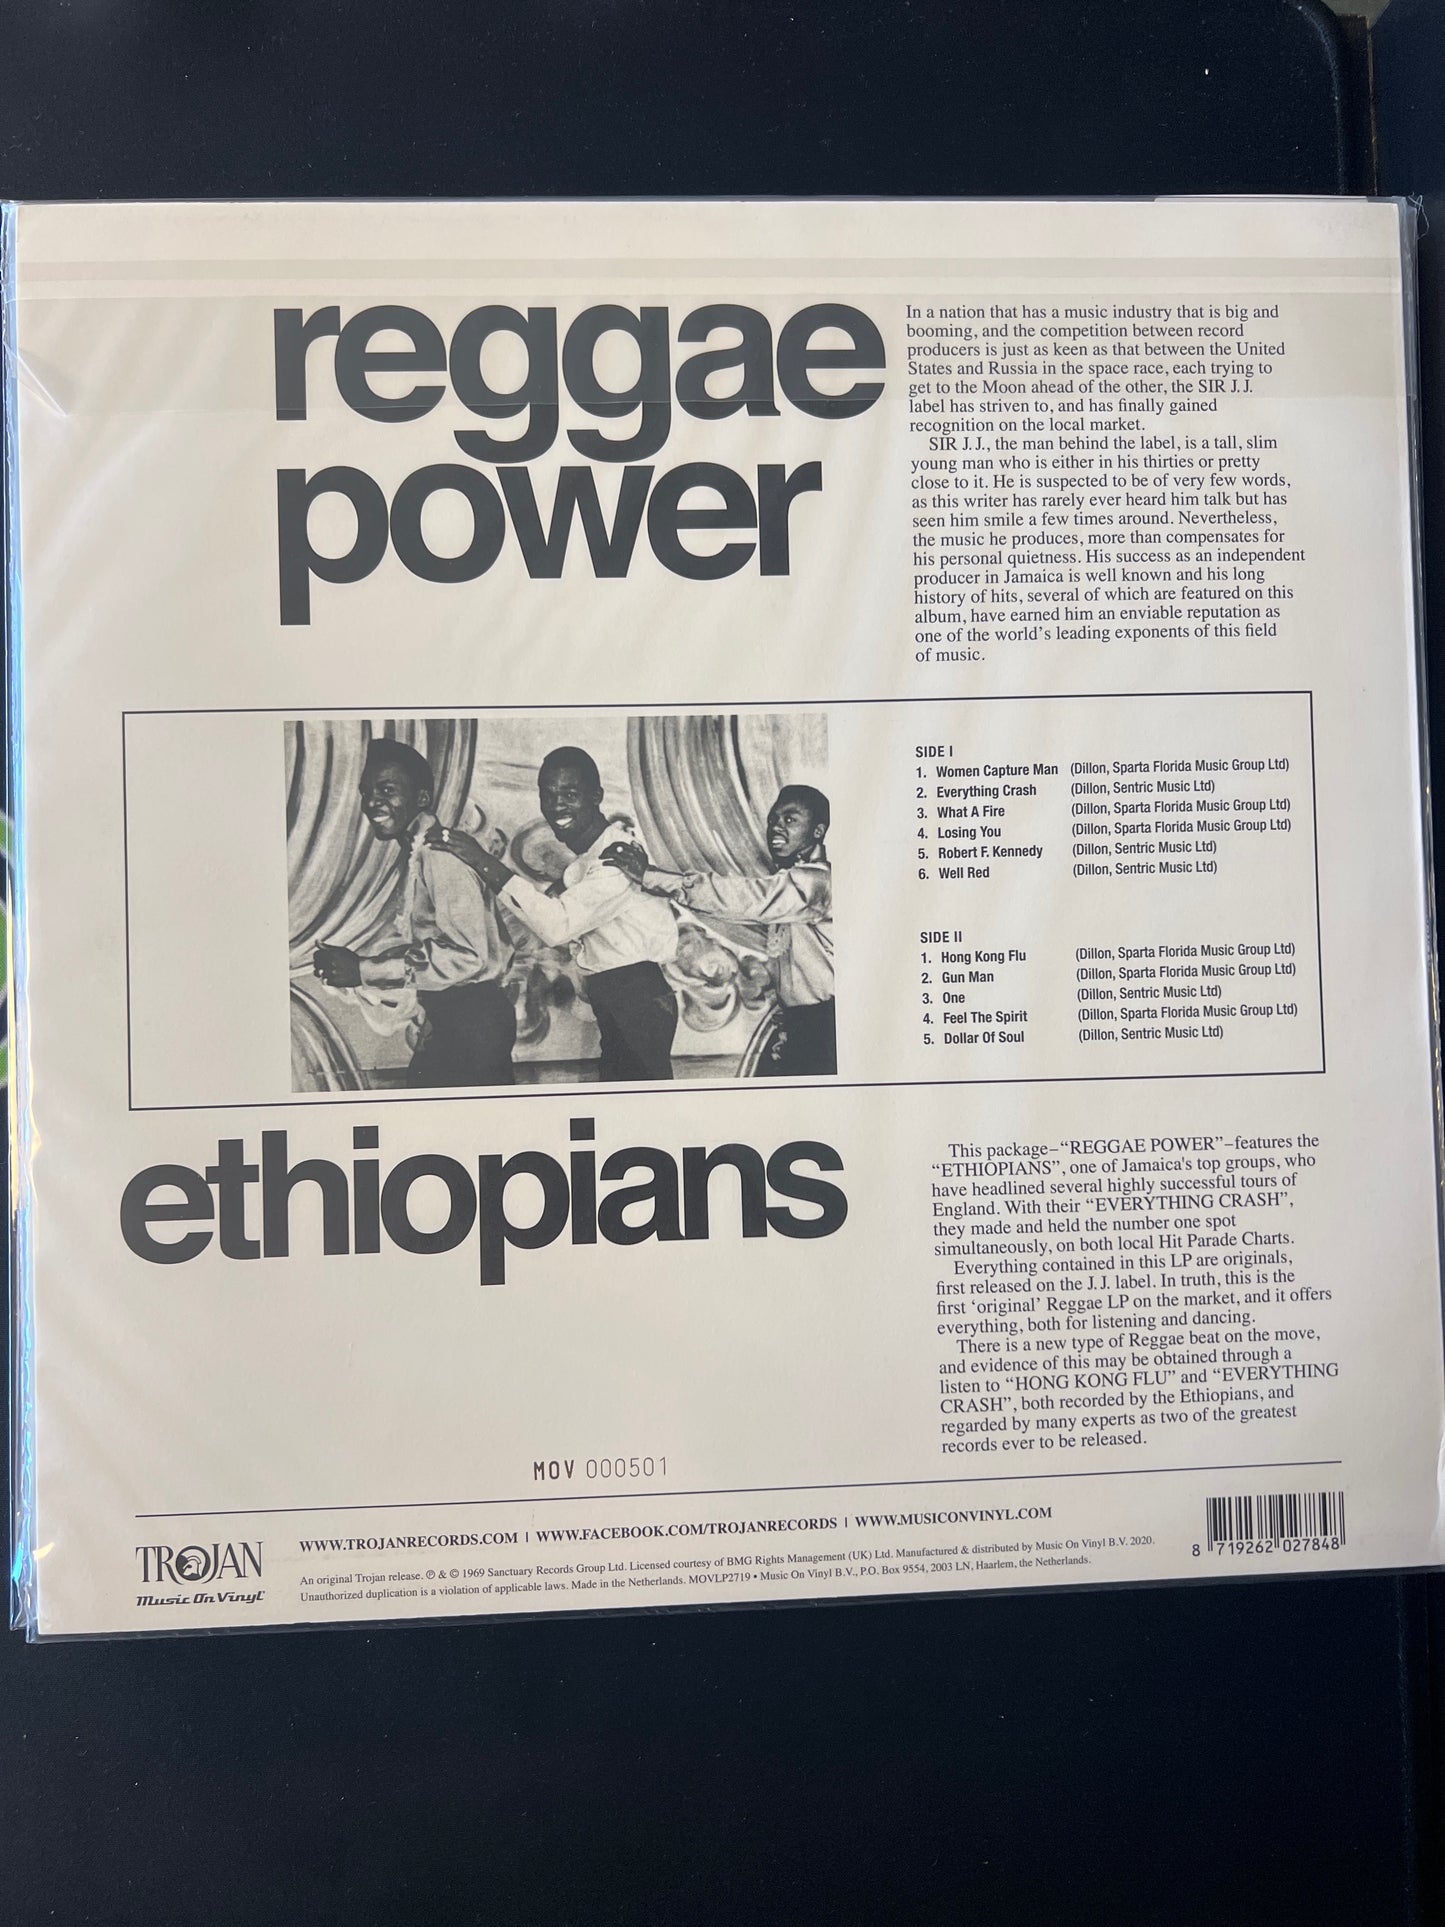 reggae
power
In a nation that has a music industry that is big and
booming, and the competition between record
producers is just as keen as that between the United
States and Russia in the space race, each trying to
get to the Moon ahead of the other, the SIR J.J.
label has striven to, and has finally gained
recognition on the local market.
SIR J.J., the man behind the label, is a tall, slim
young man who is either in his thirties or pretty
close to it. He is suspected to be of very few words,
as this writer has rarely ever heard him talk but has
seen him smile a few times around. Nevertheless,
the music he produces, more than compensates for
his personal quietness. His success as an independent
producer in Jamaica is well known and his long
history of hits, several of which are featured on this
album, have earned him an enviable reputation as
one of the world's leading exponents of this field
of music.
SIDE I
1. Women Capture Man (Dillon, Sparta Florida Music Group Ltd)
2. Everything Crash (Dillon, Sentric Music Ltd)
3. What A Fire (Dillon, Sparta Florida Music Group Ltd)
4. Losing You (Dillon, Sparta Florida Music Group Ltd)
5. Robert F. Kennedy (Dillon, Sentric Music Ltd)
6. Well Red (Dillon, Sentric Music Ltd)
SIDE II
1. Hong Kong Flu (Dillon, Sparta Florida Music Group Ltd)
2. Gun Man (Dillon, Sparta Florida Music Group Ltd)
3. One (Dillon, Sentric Music Ltd)
4. Feel The Spirit (Dillon, Sparta Florida Music Group Ltd)
5. Dollar Of Soul (Dillon, Sentric Music Ltd)
ethiopians
This package–“REGGAE POWER”–features the
“ETHIOPIANS”, one of Jamaica's top groups, who
have headlined several highly successful tours of
England. With their “EVERYTHING CRASH”,
they made and held the number one spot
simultaneously, on both local Hit Parade Charts.
Everything contained in this LP are originals,
first released on the J.J. label. In truth, this is the
first ‘original’ Reggae LP on the market, and it offers
everything, both for listening and dancing.
There is a new type of Reggae beat on the move,
and evidence of this may be obtained through a
listen to “HONG KONG FLU” and “EVERYTHING
CRASH”, both recorded by the Ethiopians, and
regarded by many experts as two of the greatest
records ever to be released.
MOV 000501
TROJAN
Music On Vinyl
WWW.TROJANRECORDS.COM | WWW.FACEBOOK.COM/TROJANRECORDS | WWW.MUSICONVINYL.COM
An original Trojan release. ℗ & © 1969 Sanctuary Records Group Ltd. Licensed courtesy of BMG Rights Management (UK) Ltd. Manufactured & distributed by Music On Vinyl B.V. 2020.
Unauthorized duplication is a violation of applicable laws. Made in the Netherlands. MOVLP2719 • Music On Vinyl B.V., P.O. Box 9554, 2003 LN, Haarlem, the Netherlands.
8 719262 027848